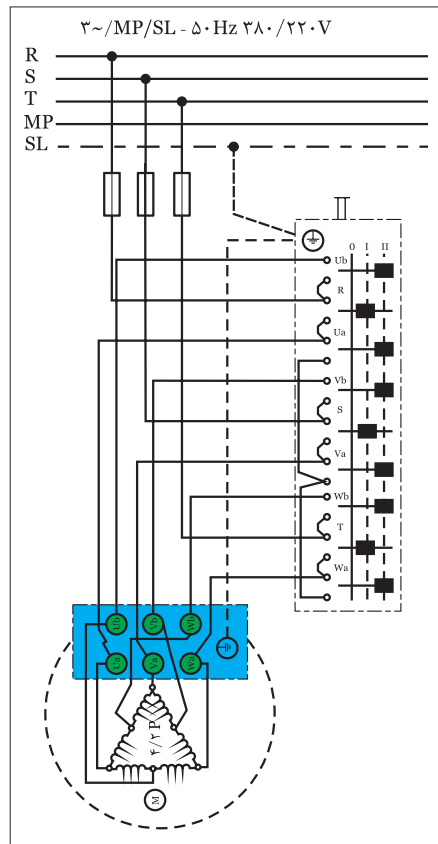 ۳~/MP/SL - ۵۰Hz ۳۸۰/۲۲۰V
R
S
T
MP
SL
II
0 I II
Ub
R
Ua
Vb
S
Va
Wb
T
Wa
Ub Vb Wb
Ua Va Wa
۴/۲P
M